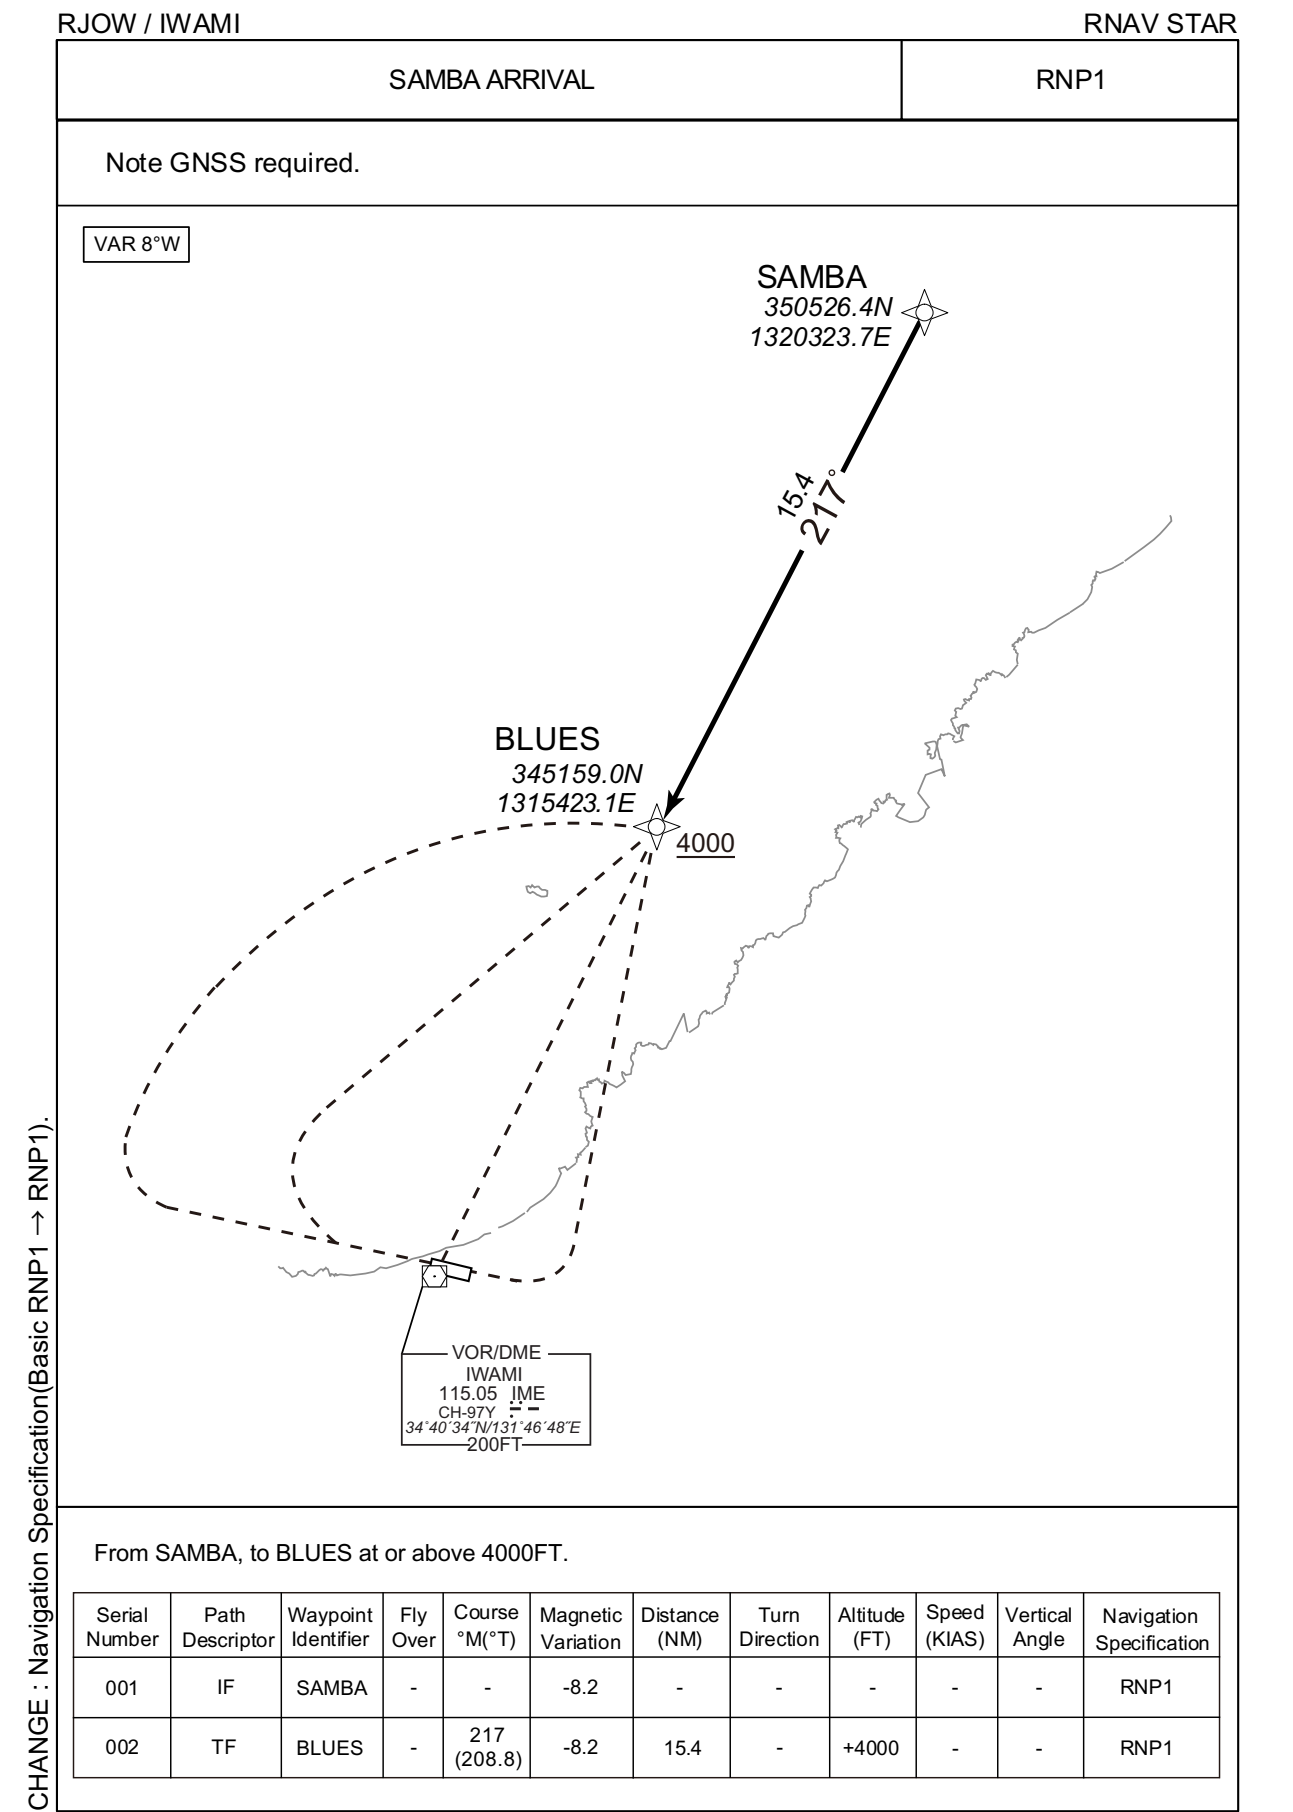 RJOW / IWAMI
RNAV STAR
SAMBA ARRIVAL
RNP1
Note GNSS required.
VAR 8°W
SAMBA
350526.4N
1320323.7E
15.4
217°
BLUES
345159.0N
1315423.1E
4000
VOR/DME
IWAMI
115.05 IME
CH-97Y
34°40′34″N/131°46′48″E
200FT
CHANGE : Navigation Specification(Basic RNP1 → RNP1).
From SAMBA, to BLUES at or above 4000FT.
Serial Number | Path Descriptor | Waypoint Identifier | Fly Over | Course °M(°T) | Magnetic Variation | Distance (NM) | Turn Direction | Altitude (FT) | Speed (KIAS) | Vertical Angle | Navigation Specification
001 | IF | SAMBA | - | - | -8.2 | - | - | - | - | - | RNP1
002 | TF | BLUES | - | 217 (208.8) | -8.2 | 15.4 | - | +4000 | - | - | RNP1